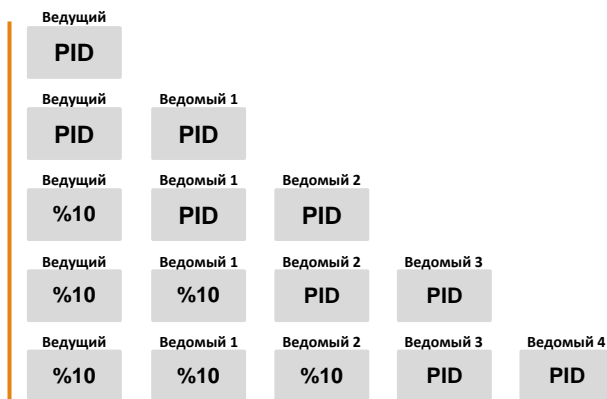 Ведущий
PID
Ведущий Ведомый 1
PID PID
Ведущий Ведомый 1 Ведомый 2
%10 PID PID
Ведущий Ведомый 1 Ведомый 2 Ведомый 3
%10 %10 PID PID
Ведущий Ведомый 1 Ведомый 2 Ведомый 3 Ведомый 4
%10 %10 %10 PID PID